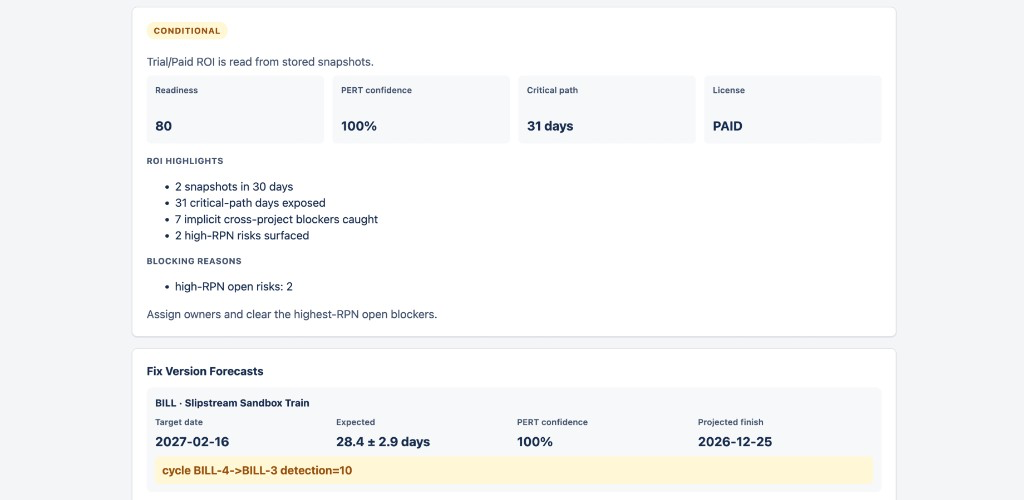 CONDITIONAL
Trial/Paid ROI is read from stored snapshots.
Readiness
80
PERT confidence
100%
Critical path
31 days
License
PAID
ROI HIGHLIGHTS
• 2 snapshots in 30 days
• 31 critical-path days exposed
• 7 implicit cross-project blockers caught
• 2 high-RPN risks surfaced
BLOCKING REASONS
• high-RPN open risks: 2
Assign owners and clear the highest-RPN open blockers.
Fix Version Forecasts
BILL · Slipstream Sandbox Train
Target date
2027-02-16
Expected
28.4 ± 2.9 days
PERT confidence
100%
Projected finish
2026-12-25
cycle BILL-4->BILL-3 detection=10